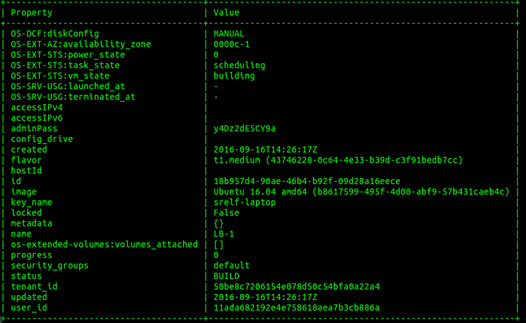 Property Value
OS-DCF:diskConfig MANUAL
OS-EXT-AZ:availability_zone 0000c-1
OS-EXT-STS:power_state 0
OS-EXT-STS:task_state scheduling
OS-EXT-STS:vm_state building
OS-SRV-USG:launched_at -
OS-SRV-USG:terminated_at -
accessIPv4
accessIPv6
adminPass y4Dz2dE5CY9a
config_drive
created 2016-09-16T14:26:17Z
flavor t1.medium (43746228-0c64-4e33-b39d-c3f91bedb7cc)
hostId
id 18b957d4-90ae-46b4-b92f-09d28a16eece
image Ubuntu 16.04 amd64 (b8617599-495f-4d00-abf9-57b431caeb4c)
key_name srelf-laptop
locked False
metadata {}
name LB-1
os-extended-volumes:volumes_attached []
progress 0
security_groups default
status BUILD
tenant_id 50be8c7206154e078d50c54bfa0a22a4
updated 2016-09-16T14:26:17Z
user_id 11ada682192e4e758618aea7b3cb886a